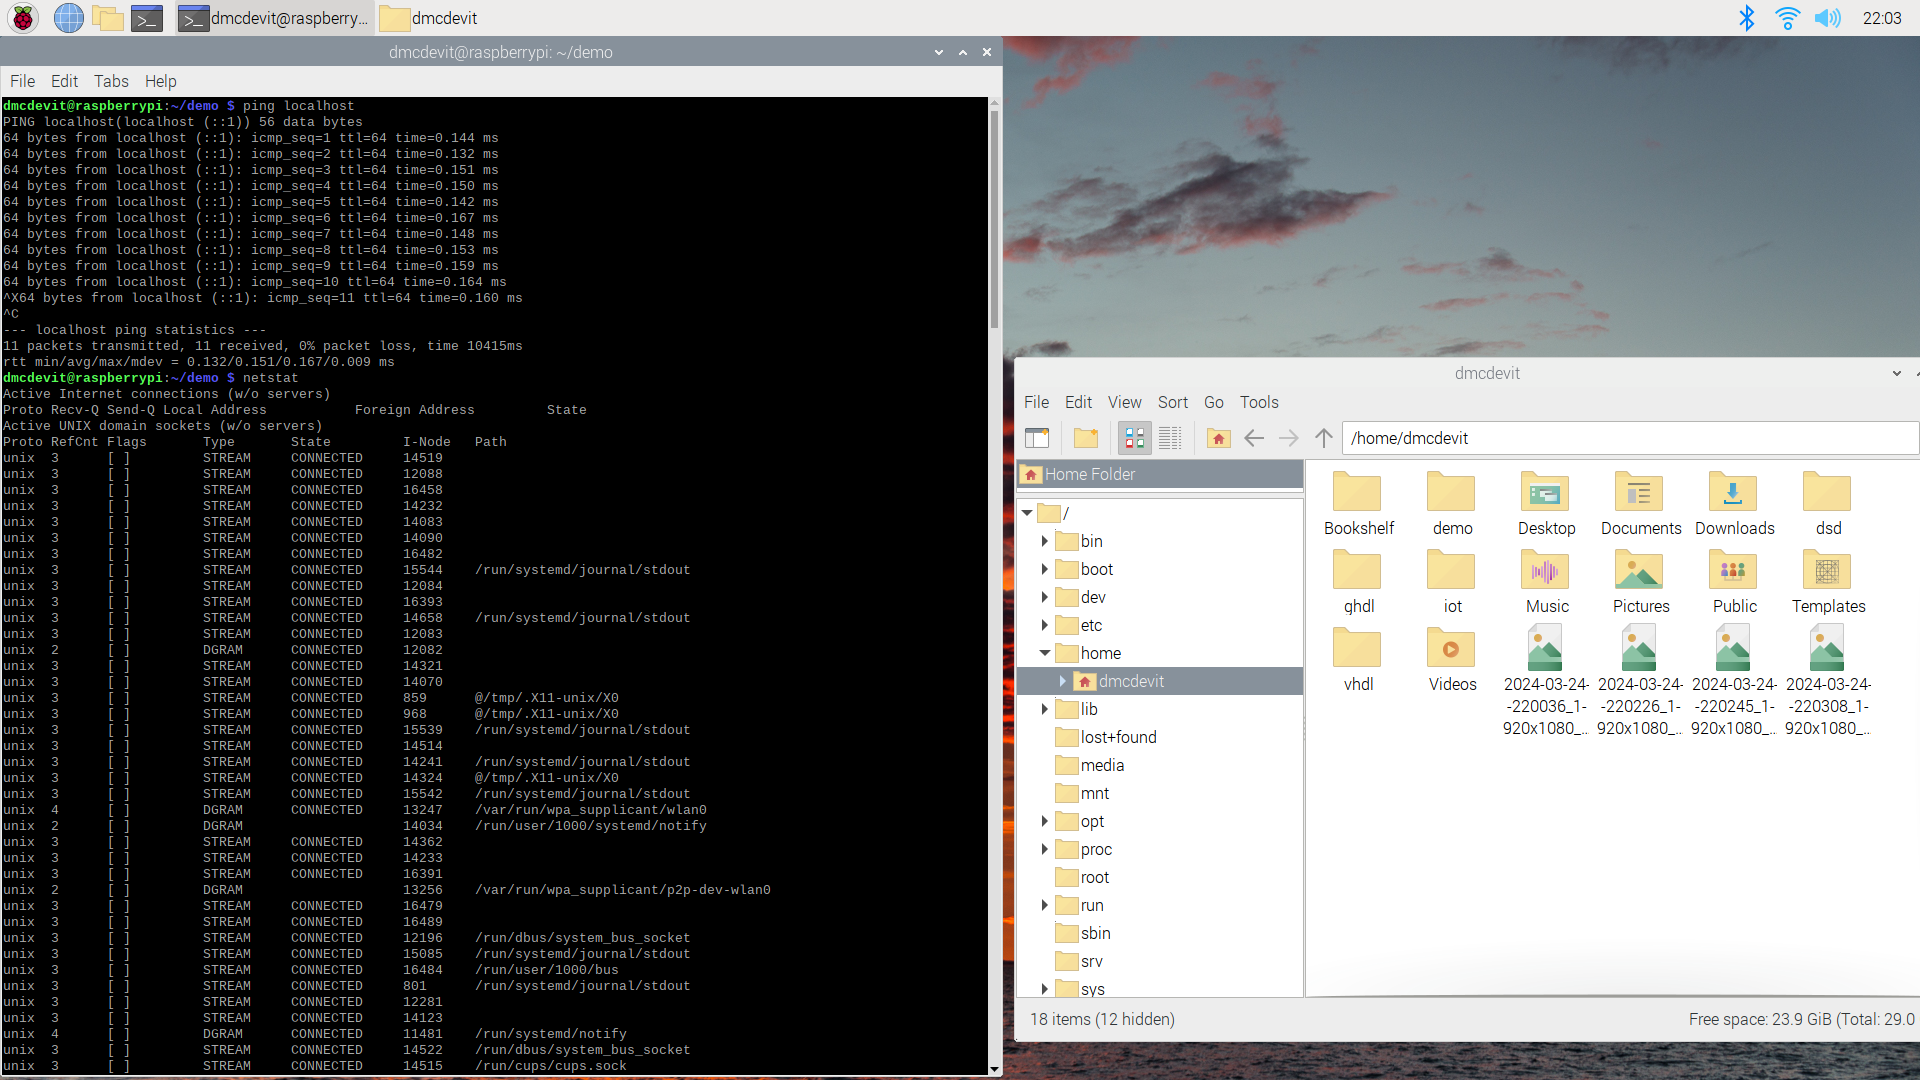 dmcdevit@raspberry...
dmcdevit
22:03
dmcdevit@raspberrypi: ~/demo
File Edit Tabs Help
dmcdevit@raspberrypi:~/demo $ ping localhost
PING localhost(localhost (::1)) 56 data bytes
64 bytes from localhost (::1): icmp_seq=1 ttl=64 time=0.144 ms
64 bytes from localhost (::1): icmp_seq=2 ttl=64 time=0.132 ms
64 bytes from localhost (::1): icmp_seq=3 ttl=64 time=0.151 ms
64 bytes from localhost (::1): icmp_seq=4 ttl=64 time=0.150 ms
64 bytes from localhost (::1): icmp_seq=5 ttl=64 time=0.142 ms
64 bytes from localhost (::1): icmp_seq=6 ttl=64 time=0.167 ms
64 bytes from localhost (::1): icmp_seq=7 ttl=64 time=0.148 ms
64 bytes from localhost (::1): icmp_seq=8 ttl=64 time=0.153 ms
64 bytes from localhost (::1): icmp_seq=9 ttl=64 time=0.159 ms
64 bytes from localhost (::1): icmp_seq=10 ttl=64 time=0.164 ms
^X64 bytes from localhost (::1): icmp_seq=11 ttl=64 time=0.160 ms
^C
--- localhost ping statistics ---
11 packets transmitted, 11 received, 0% packet loss, time 10415ms
rtt min/avg/max/mdev = 0.132/0.151/0.167/0.009 ms
dmcdevit@raspberrypi:~/demo $ netstat
Active Internet connections (w/o servers)
Proto Recv-Q Send-Q Local Address           Foreign Address         State
Active UNIX domain sockets (w/o servers)
Proto RefCnt Flags       Type       State         I-Node   Path
unix  3      [ ]         STREAM     CONNECTED     14519
unix  3      [ ]         STREAM     CONNECTED     12088
unix  3      [ ]         STREAM     CONNECTED     16458
unix  3      [ ]         STREAM     CONNECTED     14232
unix  3      [ ]         STREAM     CONNECTED     14083
unix  3      [ ]         STREAM     CONNECTED     14090
unix  3      [ ]         STREAM     CONNECTED     16482
unix  3      [ ]         STREAM     CONNECTED     15544    /run/systemd/journal/stdout
unix  3      [ ]         STREAM     CONNECTED     12084
unix  3      [ ]         STREAM     CONNECTED     16393
unix  3      [ ]         STREAM     CONNECTED     14658    /run/systemd/journal/stdout
unix  3      [ ]         STREAM     CONNECTED     12083
unix  2      [ ]         DGRAM      CONNECTED     12082
unix  3      [ ]         STREAM     CONNECTED     14321
unix  3      [ ]         STREAM     CONNECTED     14070
unix  3      [ ]         STREAM     CONNECTED     859      @/tmp/.X11-unix/X0
unix  3      [ ]         STREAM     CONNECTED     968      @/tmp/.X11-unix/X0
unix  3      [ ]         STREAM     CONNECTED     15539    /run/systemd/journal/stdout
unix  3      [ ]         STREAM     CONNECTED     14514
unix  3      [ ]         STREAM     CONNECTED     14241    /run/systemd/journal/stdout
unix  3      [ ]         STREAM     CONNECTED     14324    @/tmp/.X11-unix/X0
unix  3      [ ]         STREAM     CONNECTED     15542    /run/systemd/journal/stdout
unix  4      [ ]         DGRAM      CONNECTED     13247    /var/run/wpa_supplicant/wlan0
unix  2      [ ]         DGRAM                    14034    /run/user/1000/systemd/notify
unix  3      [ ]         STREAM     CONNECTED     14362
unix  3      [ ]         STREAM     CONNECTED     14233
unix  3      [ ]         STREAM     CONNECTED     16391
unix  2      [ ]         DGRAM                    13256    /var/run/wpa_supplicant/p2p-dev-wlan0
unix  3      [ ]         STREAM     CONNECTED     16479
unix  3      [ ]         STREAM     CONNECTED     16489
unix  3      [ ]         STREAM     CONNECTED     12196    /run/dbus/system_bus_socket
unix  3      [ ]         STREAM     CONNECTED     15085    /run/systemd/journal/stdout
unix  3      [ ]         STREAM     CONNECTED     16484    /run/user/1000/bus
unix  3      [ ]         STREAM     CONNECTED     801      /run/systemd/journal/stdout
unix  3      [ ]         STREAM     CONNECTED     12281
unix  3      [ ]         STREAM     CONNECTED     14123
unix  4      [ ]         DGRAM      CONNECTED     11481    /run/systemd/notify
unix  3      [ ]         STREAM     CONNECTED     14522    /run/dbus/system_bus_socket
unix  3      [ ]         STREAM     CONNECTED     14515    /run/cups/cups.sock
dmcdevit
File Edit View Sort Go Tools
/home/dmcdevit
Home Folder
/
bin
boot
dev
etc
home
dmcdevit
lib
lost+found
media
mnt
opt
proc
root
run
sbin
srv
sys
Bookshelf demo Desktop Documents Downloads dsd
ghdl iot Music Pictures Public Templates
vhdl Videos 2024-03-24- 2024-03-24- 2024-03-24- 2024-03-24-
-220036_1- -220226_1- -220245_1- -220308_1-
920x1080_... 920x1080_... 920x1080_... 920x1080_...
18 items (12 hidden)
Free space: 23.9 GiB (Total: 29.0